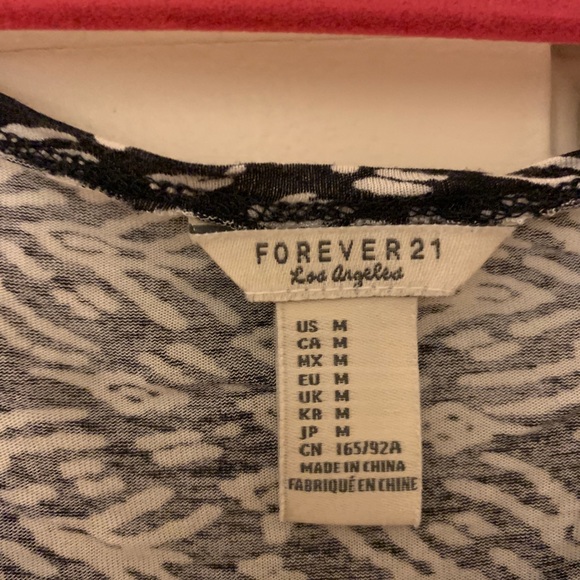 FOREVER 21
Los Angeles
US M
CA M
MX M
EU M
UK M
KR M
JP M
CN 165/92A
MADE IN CHINA
FABRIQUÉ EN CHINE